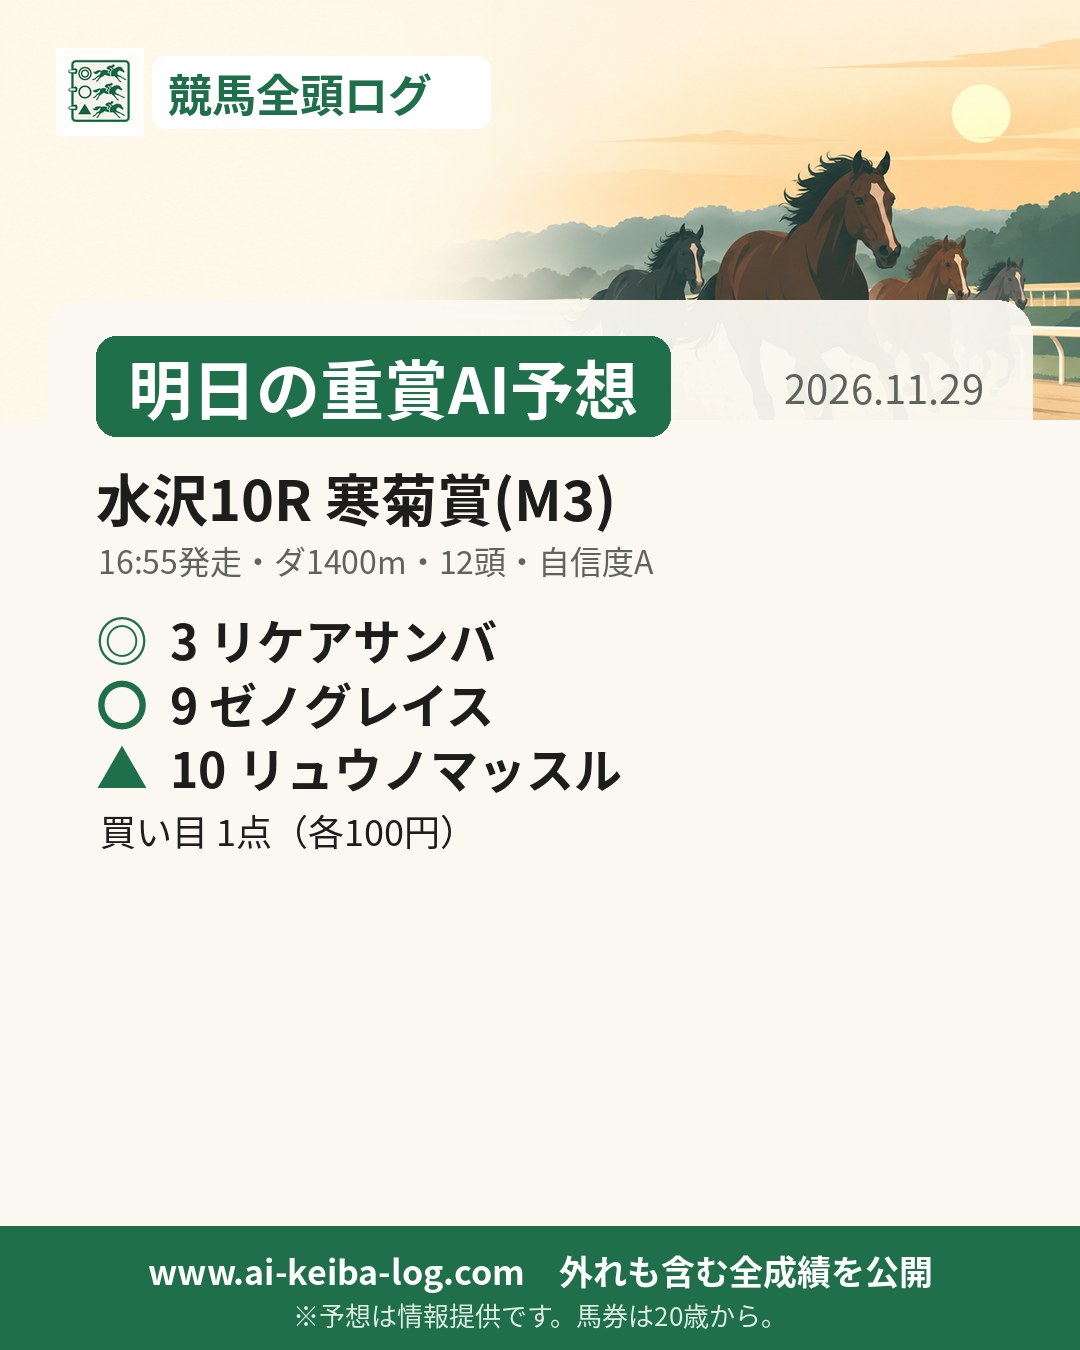 競馬全頭ログ
明日の重賞AI予想
2026.11.29
水沢10R 寒菊賞(M3)
16:55発走・ダ1400m・12頭・自信度A
◎ 3 リケアサンバ
○ 9 ゼノグレイス
▲ 10 リュウノマッスル
買い目 1点（各100円）
www.ai-keiba-log.com　外れも含む全成績を公開
※予想は情報提供です。馬券は20歳から。